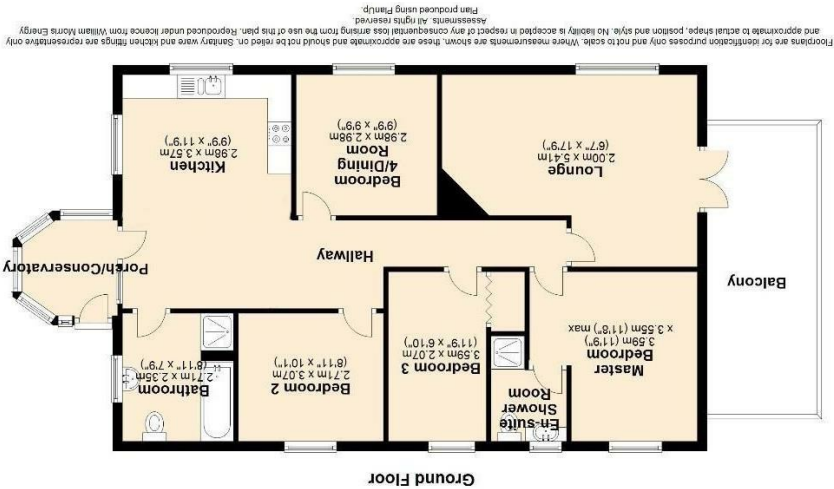 Ground Floor
Master
Bedroom
3.59m (11'9")
x 3.55m (11'8") max
En-suite
Shower
Room
Bedroom 3
3.59m x 2.07m
(11'9" x 6'10")
Bedroom 2
2.71m x 3.07m
(8'11" x 10'1")
Bathroom
2.71m x 2.35m
(8'11" x 7'9")
Balcony
Hallway
Porch/Conservatory
Lounge
2.00m x 5.41m
(6'7" x 17'9")
Bedroom
4/Dining
Room
2.98m x 2.98m
(9'9" x 9'9")
Kitchen
2.98m x 3.57m
(9'9" x 11'9")
Floorplans are for identification purposes only and not to scale. Where measurements are shown, these are approximate and should not be relied on. Sanitary ware and kitchen fittings are representative only
and approximate to actual shape, position and style. No liability is accepted in respect of any consequential loss arising from the use of this plan. Reproduced under licence from William Morris Energy
Assessments. All rights reserved.
Plan produced using PlanUp.